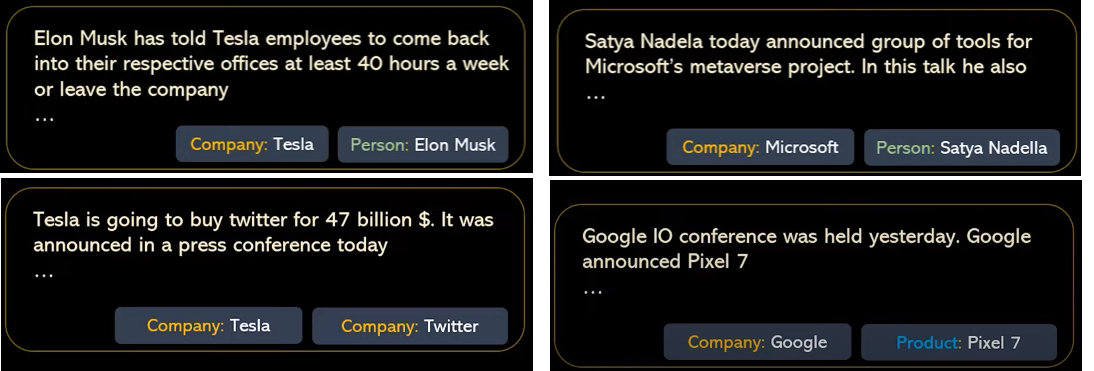 Elon Musk has told Tesla employees to come back
into their respective offices at least 40 hours a week
or leave the company
...
Company: Tesla
Person: Elon Musk
Satya Nadela today announced group of tools for
Microsoft's metaverse project. In this talk he also
...
Company: Microsoft
Person: Satya Nadella
Tesla is going to buy twitter for 47 billion $. It was
announced in a press conference today
...
Company: Tesla
Company: Twitter
Google IO conference was held yesterday. Google
announced Pixel 7
...
Company: Google
Product: Pixel 7